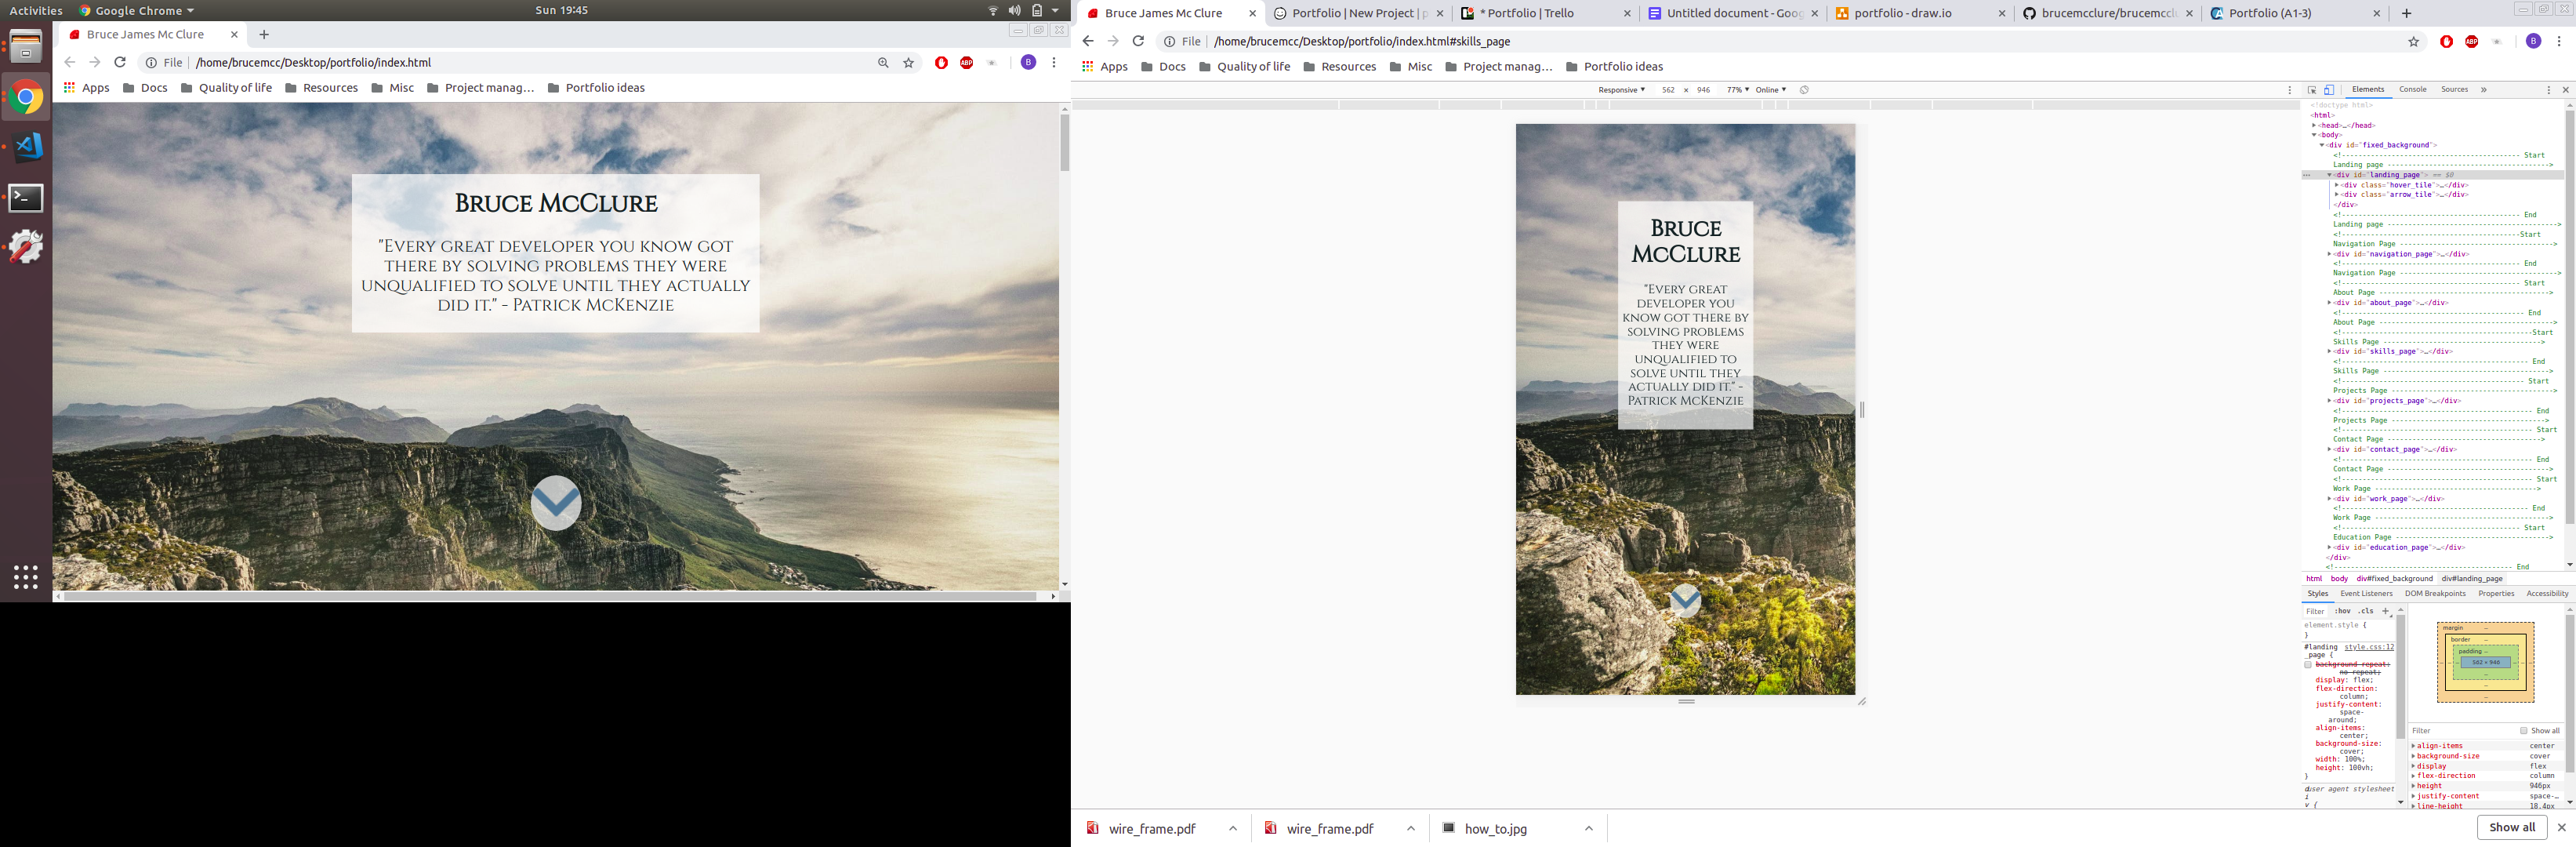 Activities
Google Chrome
Sun 19:45
Bruce James Mc Clure
File
/home/brucemcc/Desktop/portfolio/index.html
B
Apps
Docs
Quality of life
Resources
Misc
Project manag...
Portfolio ideas
Bruce McClure
"Every great developer you know got
there by solving problems they were
unqualified to solve until they actually
did it." - Patrick McKenzie
Bruce James Mc Clure
Portfolio | New Project | p
* Portfolio | Trello
Untitled document - Goog
portfolio - draw.io
brucemcclure/brucemcclu
Portfolio (A1-3)
File
/home/brucemcc/Desktop/portfolio/index.html#skills_page
ABP
B
Apps
Docs
Quality of life
Resources
Misc
Project manag...
Portfolio ideas
Responsive
562 × 946
77%
Online
Bruce
McClure
"Every great
developer you
know got there by
solving problems
they were
unqualified to
solve until they
actually did it." -
Patrick McKenzie
Elements
Console
Sources
»
<!doctype html>
<html>
<head>…</head>
<body>
<div id="fixed_background">
<!---------------------------------------- Start
Landing page ------------------------------------>
<div id="landing_page"> == $0
<div class="hover_tile">…</div>
<div class="arrow_tile">…</div>
</div>
<!---------------------------------------- End
Landing page -------------------------------------->
<!----------------------------------------Start
Navigation Page ---------------------------------->
<div id="navigation_page">…</div>
<!---------------------------------------- End
Navigation Page --------------------------------->
<!---------------------------------------- Start
About Page -------------------------------------->
<div id="about_page">…</div>
<!----------------------------------------- End
About Page --------------------------------------->
<!------------------------------------------Start
Skills Page ------------------------------------>
<div id="skills_page">…</div>
<!----------------------------------------- End
Skills Page ------------------------------------->
<!----------------------------------------- Start
Projects Page ------------------------------------>
<div id="projects_page">…</div>
<!------------------------------------------ End
Projects Page ------------------------------------>
<!------------------------------------------ Start
Contact Page ---------------------------------->
<div id="contact_page">…</div>
<!------------------------------------------ End
Contact Page ------------------------------------>
<!------------------------------------------ Start
Work Page ------------------------------------>
<div id="work_page">…</div>
<!------------------------------------------ End
Work Page --------------------------------------->
<!---------------------------------------- Start
Education Page ---------------------------------->
<div id="education_page">…</div>
</div>
<!------------------------------------- End
html
body
div#fixed_background
div#landing_page
Styles
Event Listeners
DOM Breakpoints
Properties
Accessibility
Filter
:hov
.cls
+
element.style {
}
#landing
_page {
style.css:12
background-repeat:
no-repeat;
display: flex;
flex-direction:
column;
justify-content:
space-
around;
align-items:
center;
background-size:
cover;
width: 100%;
height: 100vh;
}
user agent stylesheet
margin
border
padding
562 × 946
Filter
Show all
align-items
center
background-size
cover
display
flex
flex-direction
column
height
946px
justify-content
space-…
line-height
18.4px
wire_frame.pdf
wire_frame.pdf
how_to.jpg
Show all